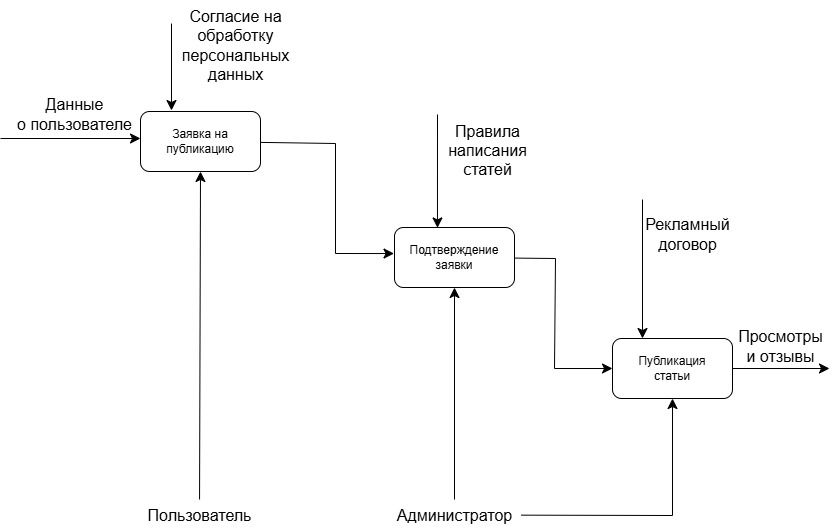 Согласие на
обработку
персональных
данных
Данные
о пользователе
Заявка на
публикацию
Правила
написания
статей
Подтверждение
заявки
Рекламный
договор
Публикация
статьи
Просмотры
и отзывы
Пользователь
Администратор